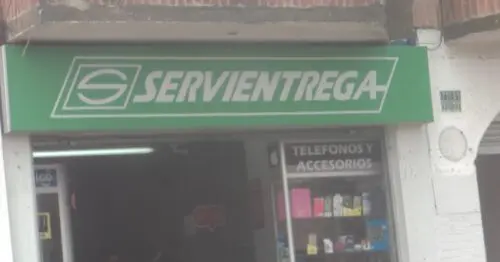 SERVIENTREGA
TELEFONOS Y
ACCESORIOS